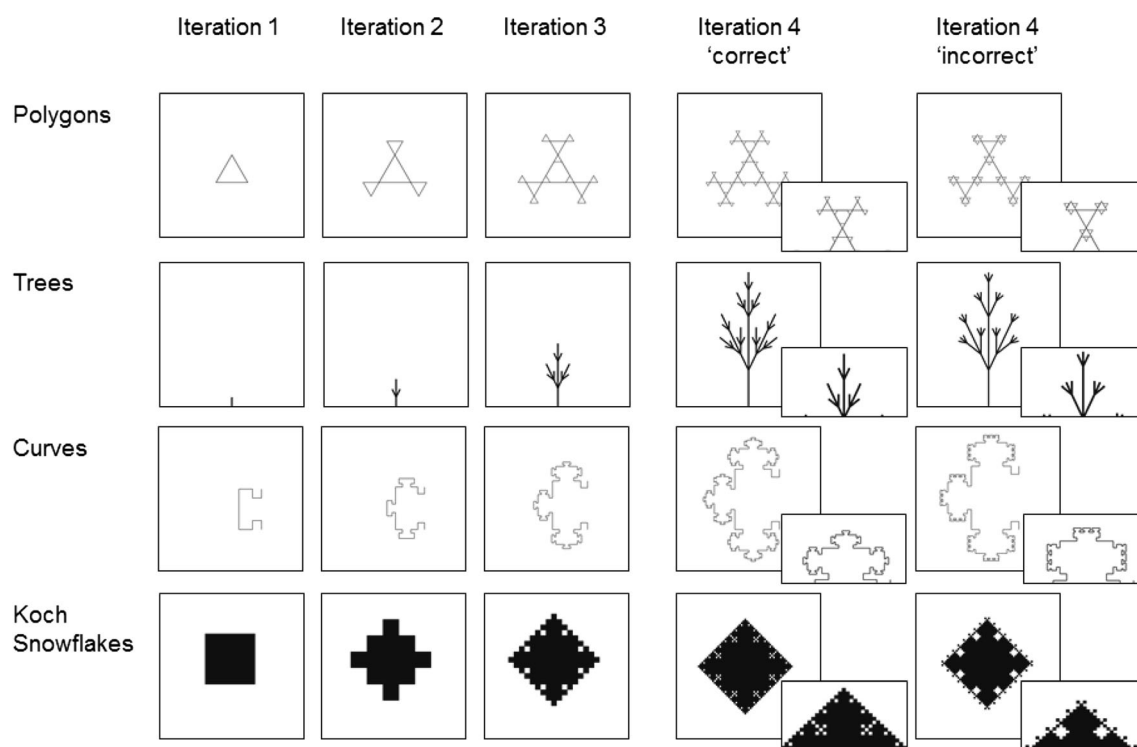 Iteration 1
Iteration 2
Iteration 3
Iteration 4
'correct'
Iteration 4
'incorrect'
Polygons
Trees
Curves
Koch
Snowflakes